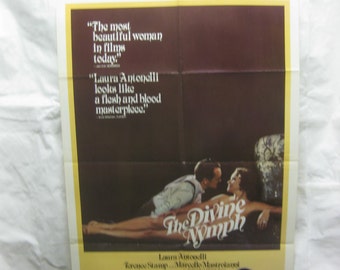 "The most
beautiful woman
in films
today."
"Laura Antonelli
looks like
a flesh and blood
masterpiece."
The Divine
Nymph
Laura Antonelli
Terence Stamp Marcello Mastroianni